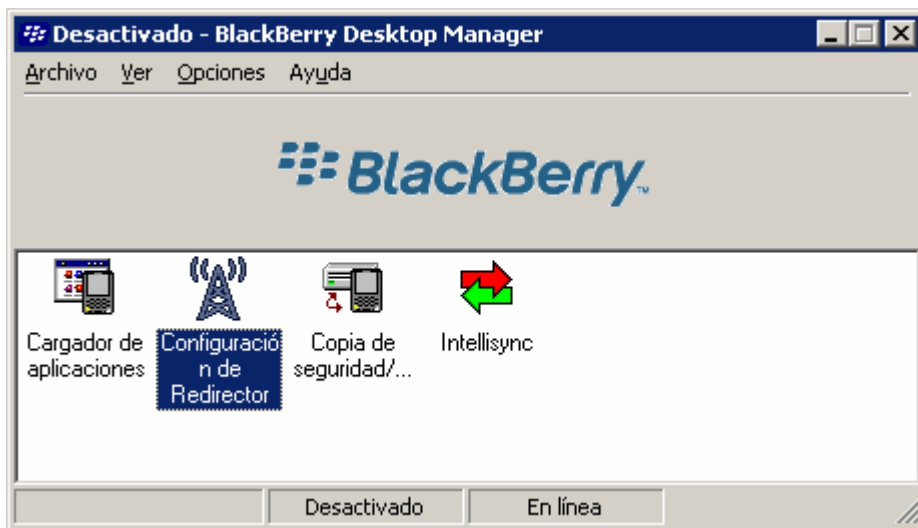 Desactivado - BlackBerry Desktop Manager
Archivo Ver Opciones Ayuda
BlackBerry™
Cargador de aplicaciones
Configuració
n de
Redirector
Copia de
seguridad/...
Intellisync
Desactivado En línea